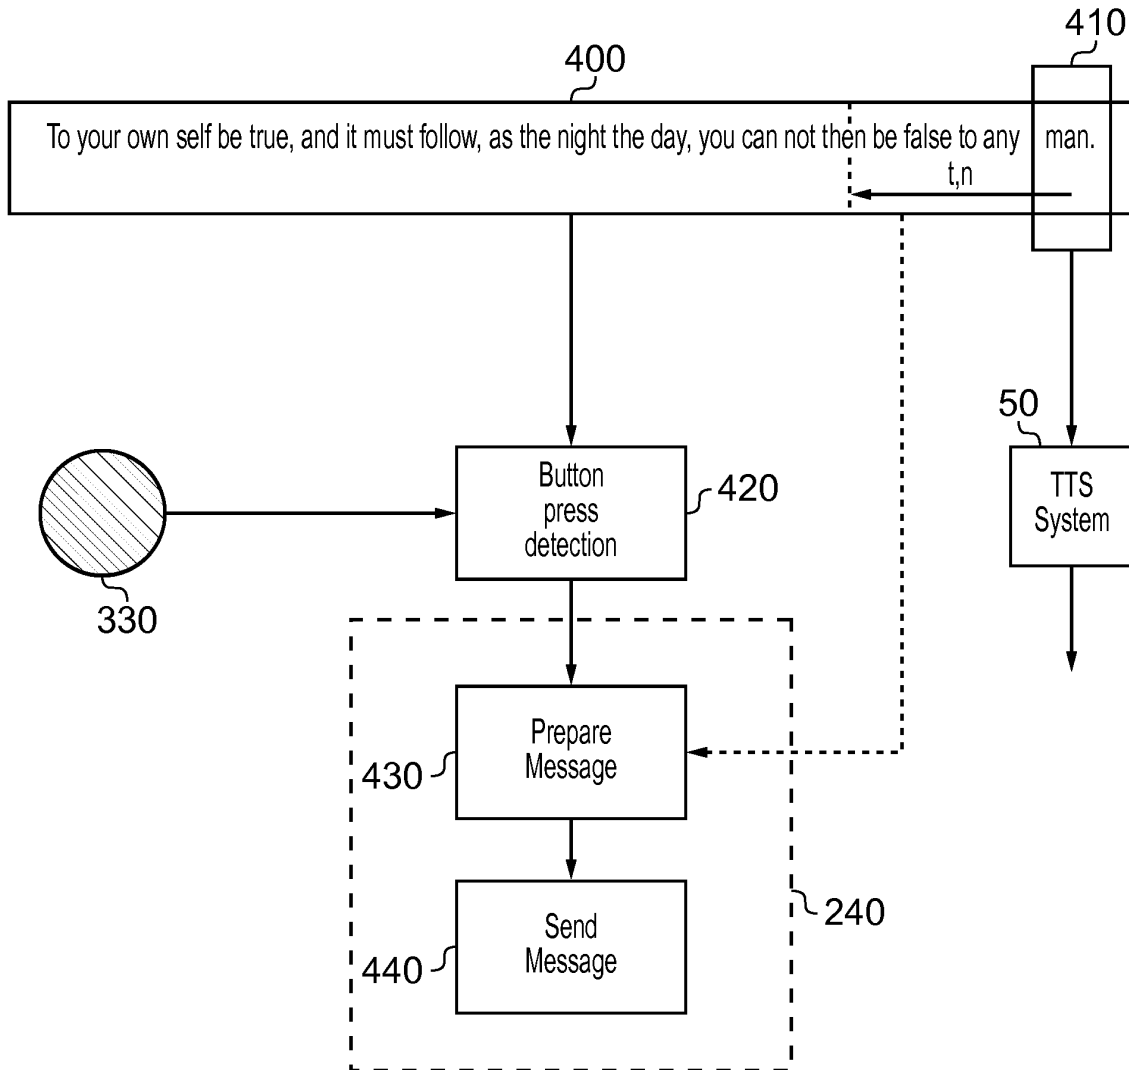 410
400
To your own self be true, and it must follow, as the night the day, you can not then be false to any man.
t,n
50
TTS
System
Button
press
detection
420
330
Prepare
Message
430
240
Send
Message
440